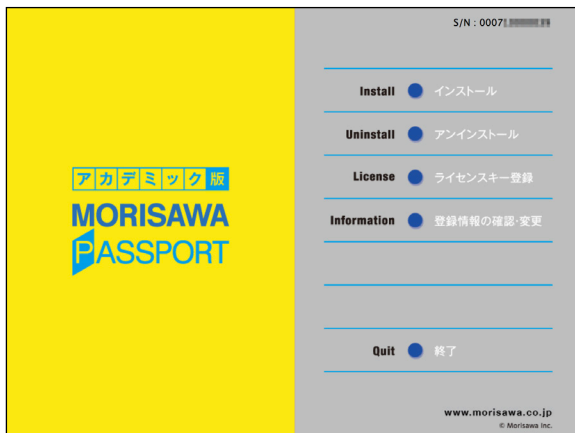 S/N : 0007
アカデミック版
MORISAWA
PASSPORT
Install インストール
Uninstall アンインストール
License ライセンスキー登録
Information 登録情報の確認・変更
Quit 終了
www.morisawa.co.jp
© Morisawa Inc.